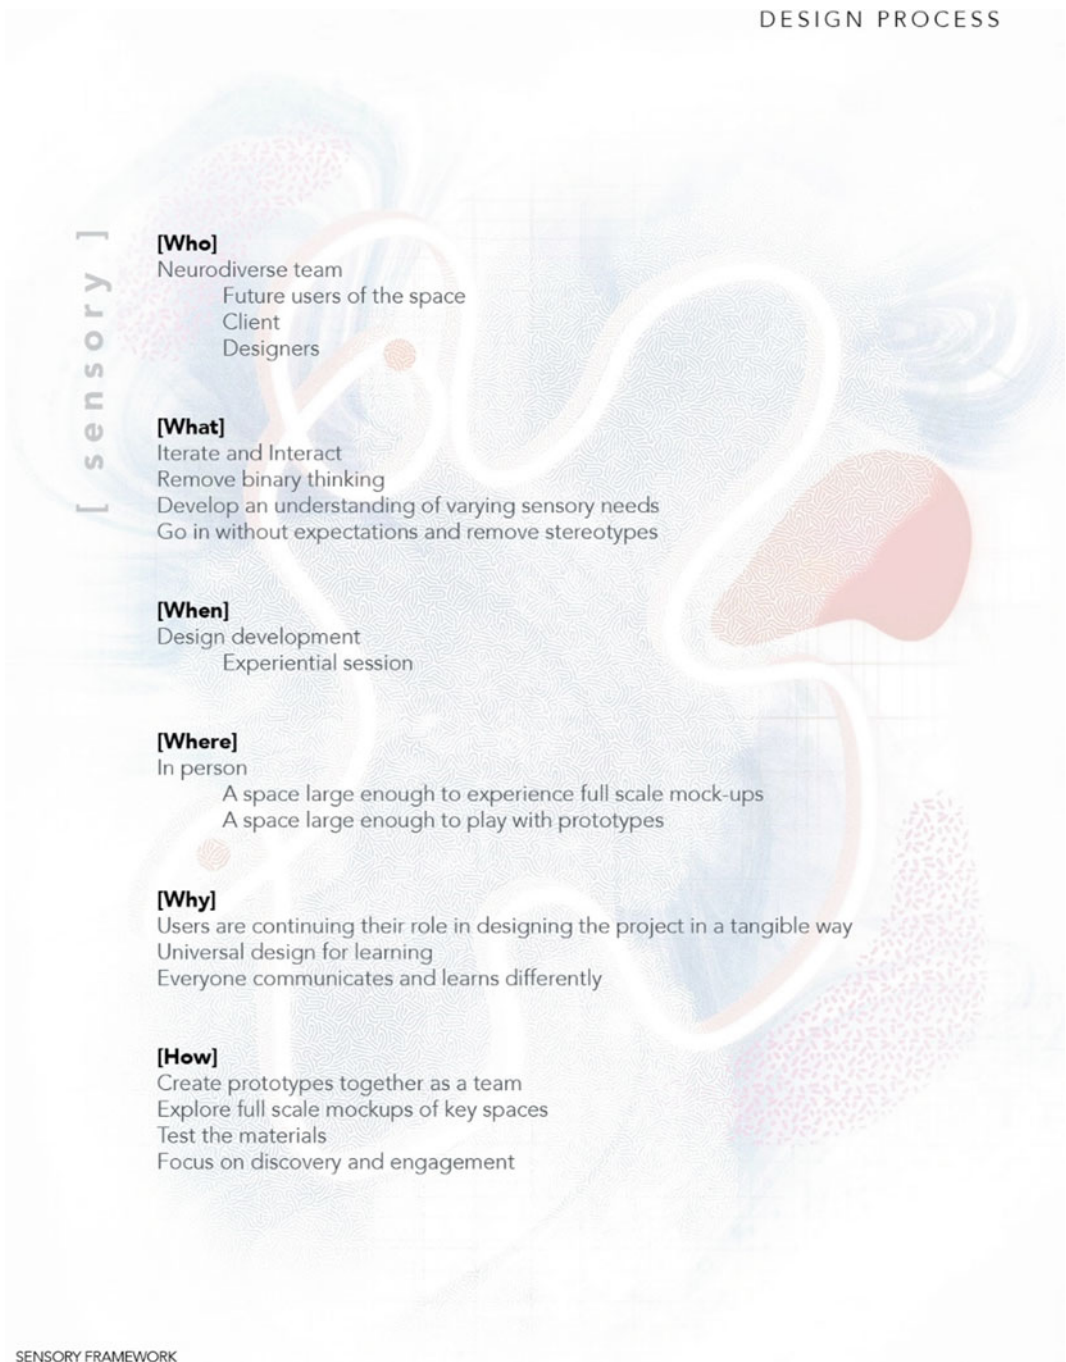 DESIGN PROCESS
[ sensory ]
[Who]
Neurodiverse team
Future users of the space
Client
Designers
[What]
Iterate and Interact
Remove binary thinking
Develop an understanding of varying sensory needs
Go in without expectations and remove stereotypes
[When]
Design development
Experiential session
[Where]
In person
A space large enough to experience full scale mock-ups
A space large enough to play with prototypes
[Why]
Users are continuing their role in designing the project in a tangible way
Universal design for learning
Everyone communicates and learns differently
[How]
Create prototypes together as a team
Explore full scale mockups of key spaces
Test the materials
Focus on discovery and engagement
SENSORY FRAMEWORK